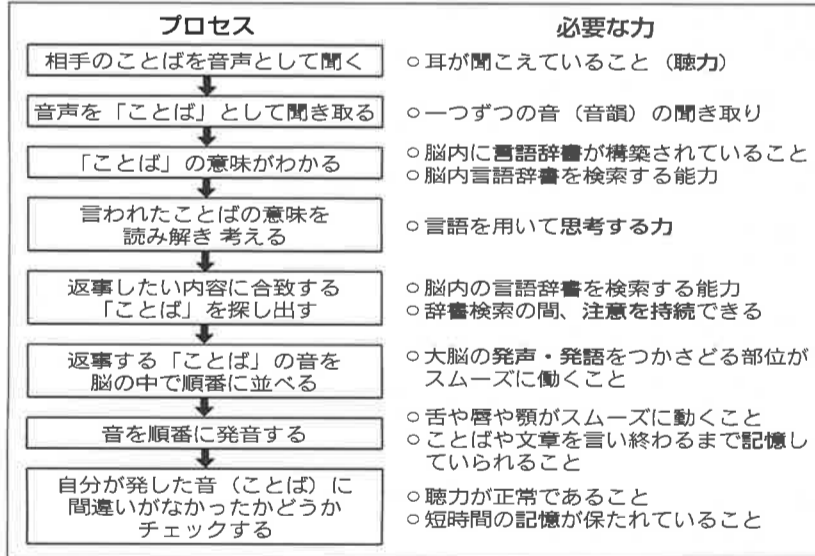 プロセス
必要な力
相手のことばを音声として聞く
○耳が聞こえていること（聴力）
音声を「ことば」として聞き取る
○一つずつの音（音韻）の聞き取り
「ことば」の意味がわかる
○脳内に言語辞書が構築されていること
○脳内言語辞書を検索する能力
言われたことばの意味を
読み解き 考える
○言語を用いて思考する力
返事したい内容に合致する
「ことば」を探し出す
○脳内の言語辞書を検索する能力
○辞書検索の間、注意を持続できる
返事する「ことば」の音を
脳の中で順番に並べる
○大脳の発声・発語をつかさどる部位が
スムーズに働くこと
音を順番に発音する
○舌や唇や顎がスムーズに動くこと
○ことばや文章を言い終わるまで記憶し
ていられること
自分が発した音（ことば）に
間違いがなかったかどうか
チェックする
○聴力が正常であること
○短時間の記憶が保たれていること